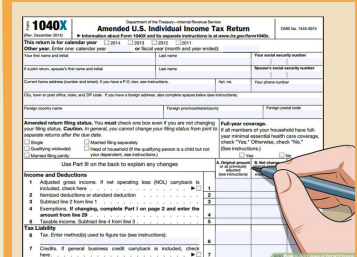 Form 1040X
Department of the Treasury—Internal Revenue Service
Amended U.S. Individual Income Tax Return
OMB No. 1545-0074
(Rev. December 2014)
▶ Information about Form 1040X and its separate instructions is at www.irs.gov/form1040x.
This return is for calendar year 2014 2013 2012 2011
Other year. Enter one: calendar year or fiscal year (month and year ended):
Your first name and initial Last name Your social security number
If a joint return, spouse's first name and initial Last name Spouse's social security number
Current home address (number and street). If you have a P.O. box, see instructions. Apt. no. Your phone number
City, town or post office, state, and ZIP code. If you have a foreign address, also complete spaces below (see instructions).
Foreign country name Foreign province/state/county Foreign postal code
Amended return filing status. You must check one box even if you are not changing
your filing status. Caution. In general, you cannot change your filing status from joint to
separate returns after the due date.
Single Married filing separately
Qualifying widow(er) Head of household (If the qualifying person is a child but not
Married filing jointly your dependent, see instructions.)
Full-year coverage.
If all members of your household have full-
year minimal essential health care coverage,
check "Yes." Otherwise, check "No."
(See instructions.)
Yes No
Use Part III on the back to explain any changes
A. Original amount
or as previously
adjusted
(see instructions)
B. Net change
Income and Deductions
1 Adjusted gross income. If net operating loss (NOL) carryback is
included, check here ▶ 1
2 Itemized deductions or standard deduction 2
3 Subtract line 2 from line 1 3
4 Exemptions. If changing, complete Part I on page 2 and enter the
amount from line 29 4
5 Taxable income. Subtract line 4 from line 3 5
Tax Liability
6 Tax. Enter method(s) used to figure tax (see instructions):
6
7 Credits. If general business credit carryback is included, check
here ▶ 7